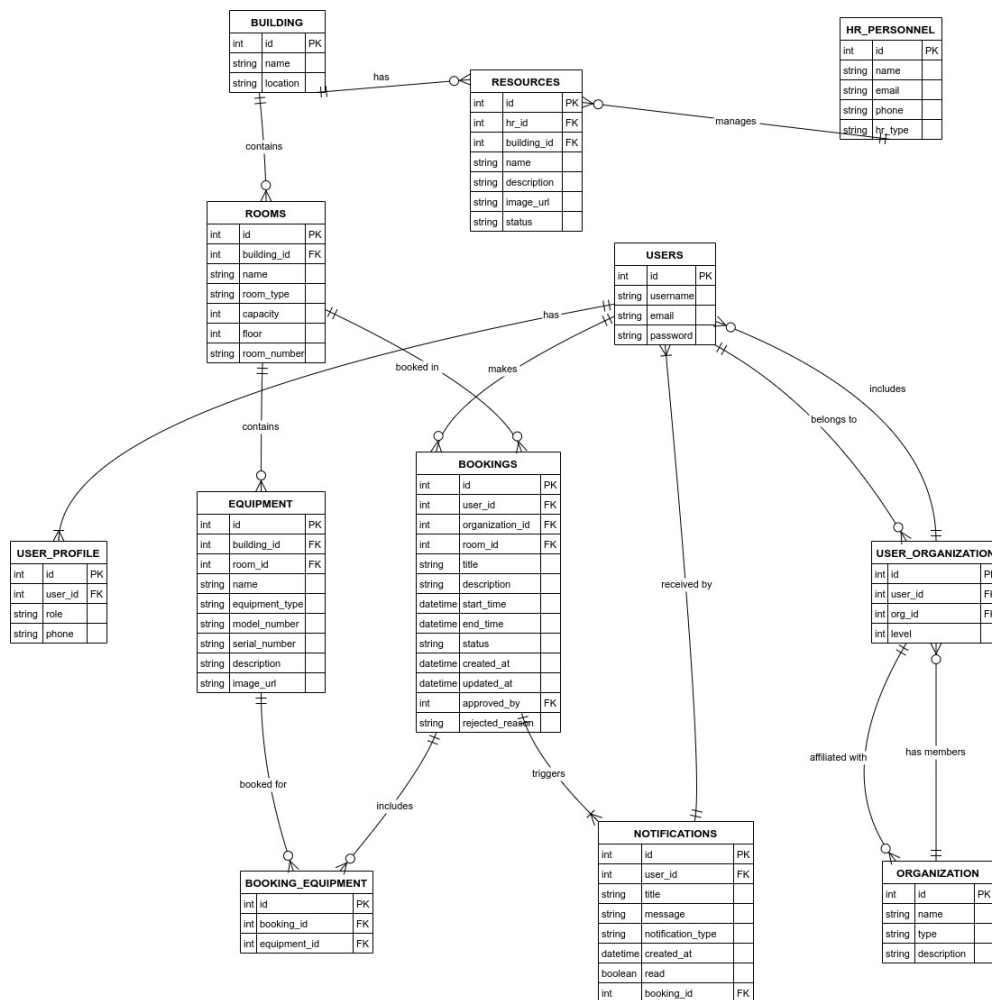 BUILDING
int id PK
string name
string location
HR_PERSONNEL
int id PK
string name
string email
string phone
string hr_type
has
RESOURCES
int id PK
int hr_id FK
int building_id FK
string name
string description
string image_url
string status
manages
contains
ROOMS
int id PK
int building_id FK
string name
string room_type
int capacity
int floor
string room_number
USERS
int id PK
string username
string email
string password
has
booked in
makes
includes
belongs to
contains
BOOKINGS
int id PK
int user_id FK
int organization_id FK
int room_id FK
string title
string description
datetime start_time
datetime end_time
string status
datetime created_at
datetime updated_at
int approved_by FK
string rejected_reason
EQUIPMENT
int id PK
int building_id FK
int room_id FK
string name
string equipment_type
string model_number
string serial_number
string description
string image_url
USER_PROFILE
int id PK
int user_id FK
string role
string phone
received by
USER_ORGANIZATION
int id PK
int user_id FK
int org_id FK
int level
affiliated with
has members
booked for
includes
triggers
BOOKING_EQUIPMENT
int id PK
int booking_id FK
int equipment_id FK
NOTIFICATIONS
int id PK
int user_id FK
string title
string message
string notification_type
datetime created_at
boolean read
int booking_id FK
ORGANIZATION
int id PK
string name
string type
string description